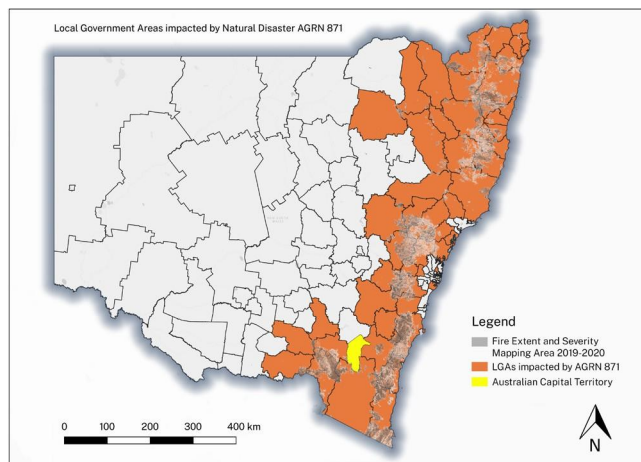 Local Government Areas impacted by Natural Disaster AGRN 871
Legend
Fire Extent and Severity
Mapping Area 2019-2020
LGAs impacted by AGRN 871
Australian Capital Territory
0 100 200 300 400 km
N